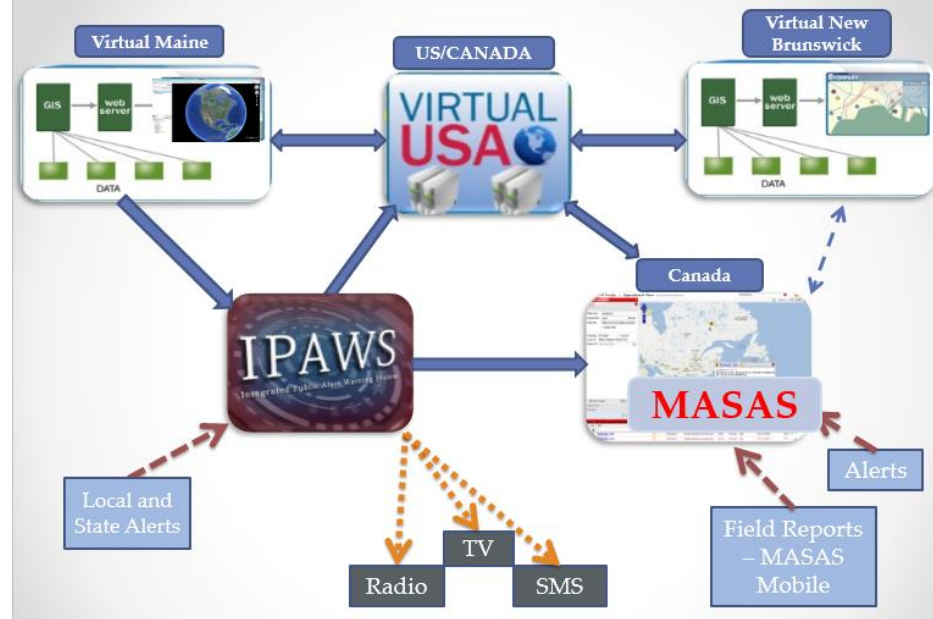 Virtual Maine
US/CANADA
Virtual New
Brunswick
GIS
web
server
DATA
VIRTUAL
USA
GIS
web
server
Browser
DATA
Canada
IPAWS
Integrated Public Alert Warning System
MASAS
Local and
State Alerts
Alerts
Field Reports
– MASAS
Mobile
TV
Radio
SMS